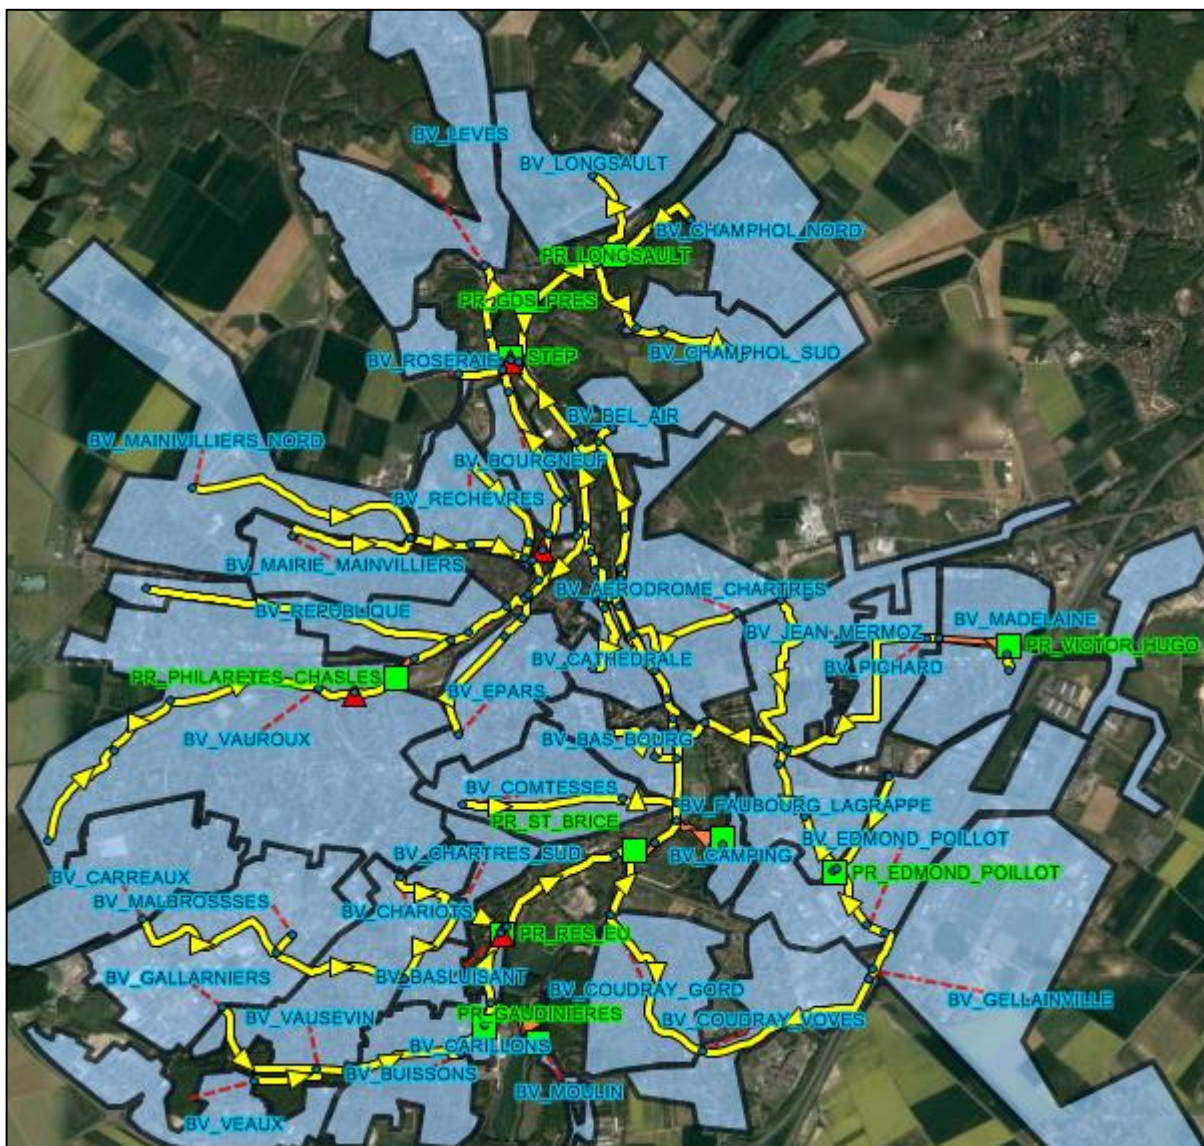 BV_LEVES
BV_LONGSAULT
BV_CHAMPHOL_NORD
PR_LONGSAULT
PR_GDS_PRES
BV_ROSERAIE
STEP
BV_CHAMPHOL_SUD
BV_BEL_AIR
BV_MAINVILLIERS_NORD
BV_BOURGNEUF
BV_RECHEVRES
BV_MAIRIE_MAINVILLIERS
BV_AERODROME_CHARTRES
BV_REPUBLIQUE
BV_MADELAINE
BV_JEAN_MERMOZ
PR_VICTOR_HUGO
BV_CATHEDRALE
BV_PICHARD
PR_PHILARETES-CHASLES
BV_EPARS
BV_VAUROUX
BV_BAS_BOURG
BV_COMTESSES
BV_FAUBOURG_LAGRAPPE
PR_ST_BRICE
BV_EDMOND_POILLOT
BV_CHARTRES_SUD
BV_CAMPING
PR_EDMOND_POILLOT
BV_CARREAUX
BV_MALBROSSSES
BV_CHARIOTS
PR_RES_EU
BV_GALLARNIERS
BV_BASLUISANT
BV_COUDRAY_GORD
BV_GELLAINVILLE
PR_GAUDINIERES
BV_VAUSEVIN
BV_COUDRAY_VOVES
BV_CARILLONS
BV_BUISSONS
BV_MOULIN
BV_VEAUX